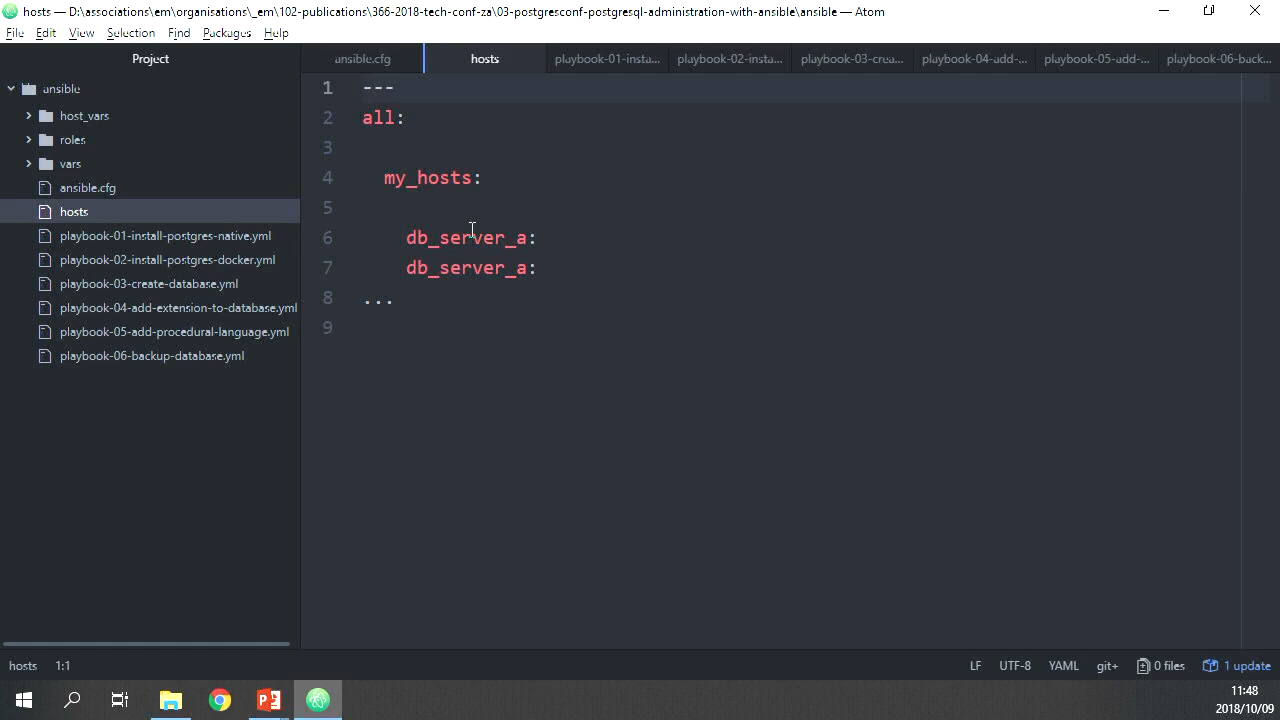 hosts — D:\associations\em\organisations\_em\102-publications\366-2018-tech-conf-za\03-postgresconf-postgresql-administration-with-ansible\ansible — Atom
File Edit View Selection Find Packages Help
Project
ansible.cfg
hosts
playbook-01-insta...
playbook-02-insta...
playbook-03-crea...
playbook-04-add-...
playbook-05-add-...
playbook-06-back...
ansible
host_vars
roles
vars
ansible.cfg
hosts
playbook-01-install-postgres-native.yml
playbook-02-install-postgres-docker.yml
playbook-03-create-database.yml
playbook-04-add-extension-to-database.yml
playbook-05-add-procedural-language.yml
playbook-06-backup-database.yml
1 ---
2 all:
3
4 my_hosts:
5
6 db_server_a:
7 db_server_a:
8 ...
9
hosts 1:1
LF UTF-8 YAML git+ 0 files 1 update
11:48
2018/10/09